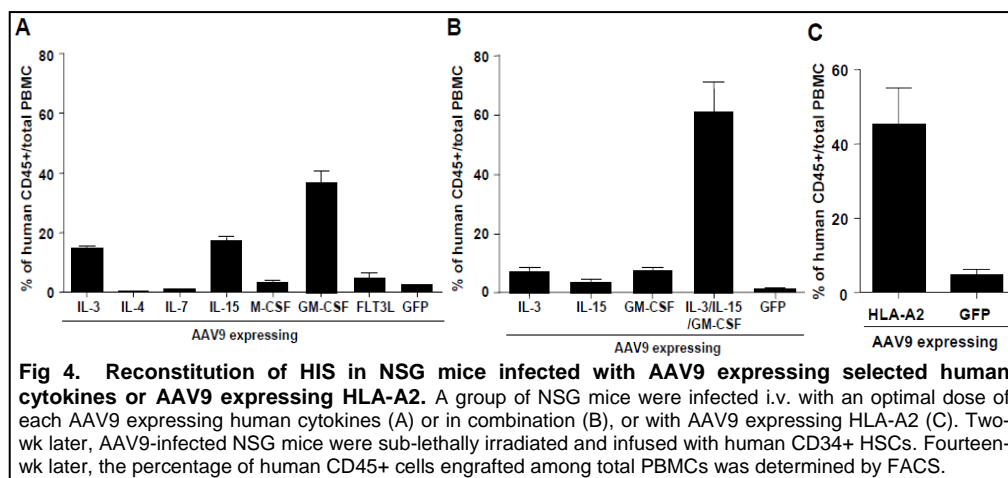 A
% of human CD45+/total PBMC
80
60
40
20
0
IL-3 IL-4 IL-7 IL-15 M-CSF GM-CSF FLT3L GFP
AAV9 expressing
B
% of human CD45+/total PBMC
80
60
40
20
0
IL-3 IL-15 GM-CSF IL-3/IL-15 GFP
/GM-CSF
AAV9 expressing
C
% of human CD45+/total PBMC
60
40
20
0
HLA-A2 GFP
AAV9 expressing
Fig 4. Reconstitution of HIS in NSG mice infected with AAV9 expressing selected human
cytokines or AAV9 expressing HLA-A2. A group of NSG mice were infected i.v. with an optimal dose of
each AAV9 expressing human cytokines (A) or in combination (B), or with AAV9 expressing HLA-A2 (C). Two-
wk later, AAV9-infected NSG mice were sub-lethally irradiated and infused with human CD34+ HSCs. Fourteen-
wk later, the percentage of human CD45+ cells engrafted among total PBMCs was determined by FACS.